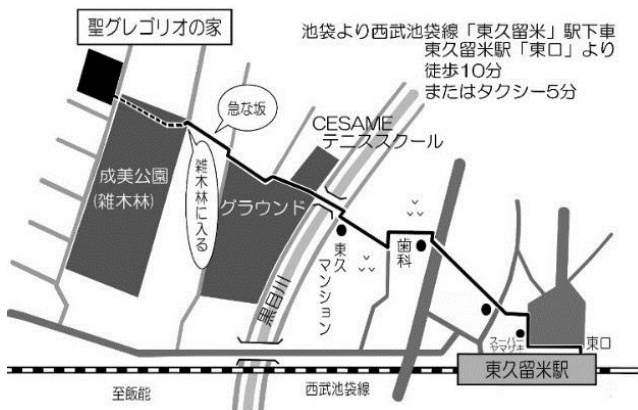 聖グレゴリオの家
池袋より西武池袋線「東久留米」駅下車
東久留米駅「東口」より
徒歩10分
またはタクシー5分
急な坂
CESAME
テニススクール
成美公園
(雑木林)
雑木林に入る
グラウンド
東久
マンション
歯科
黒目川
スーパー
ヤマザキ
東口
東久留米駅
至飯能
西武池袋線